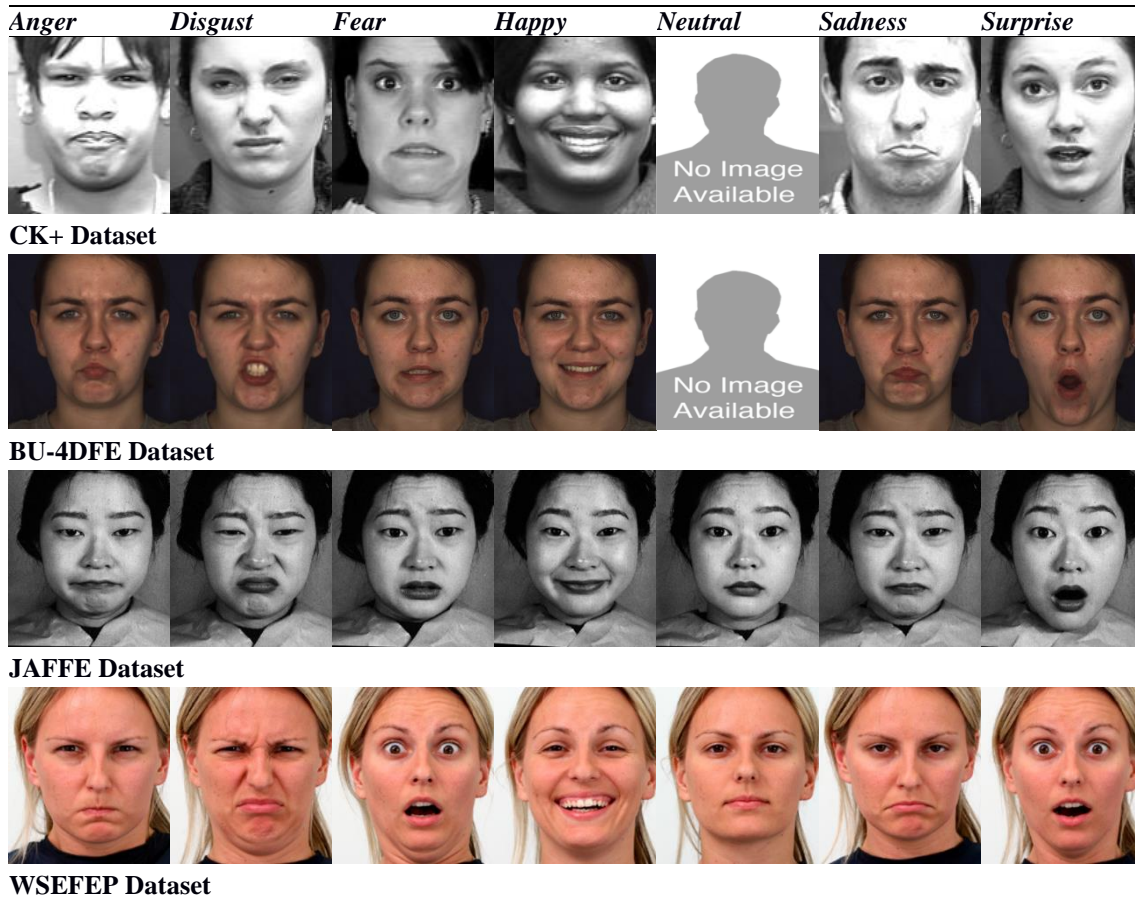 Anger Disgust Fear Happy Neutral Sadness Surprise
No Image
Available
CK+ Dataset
No Image
Available
BU-4DFE Dataset
JAFFE Dataset
WSEFEP Dataset